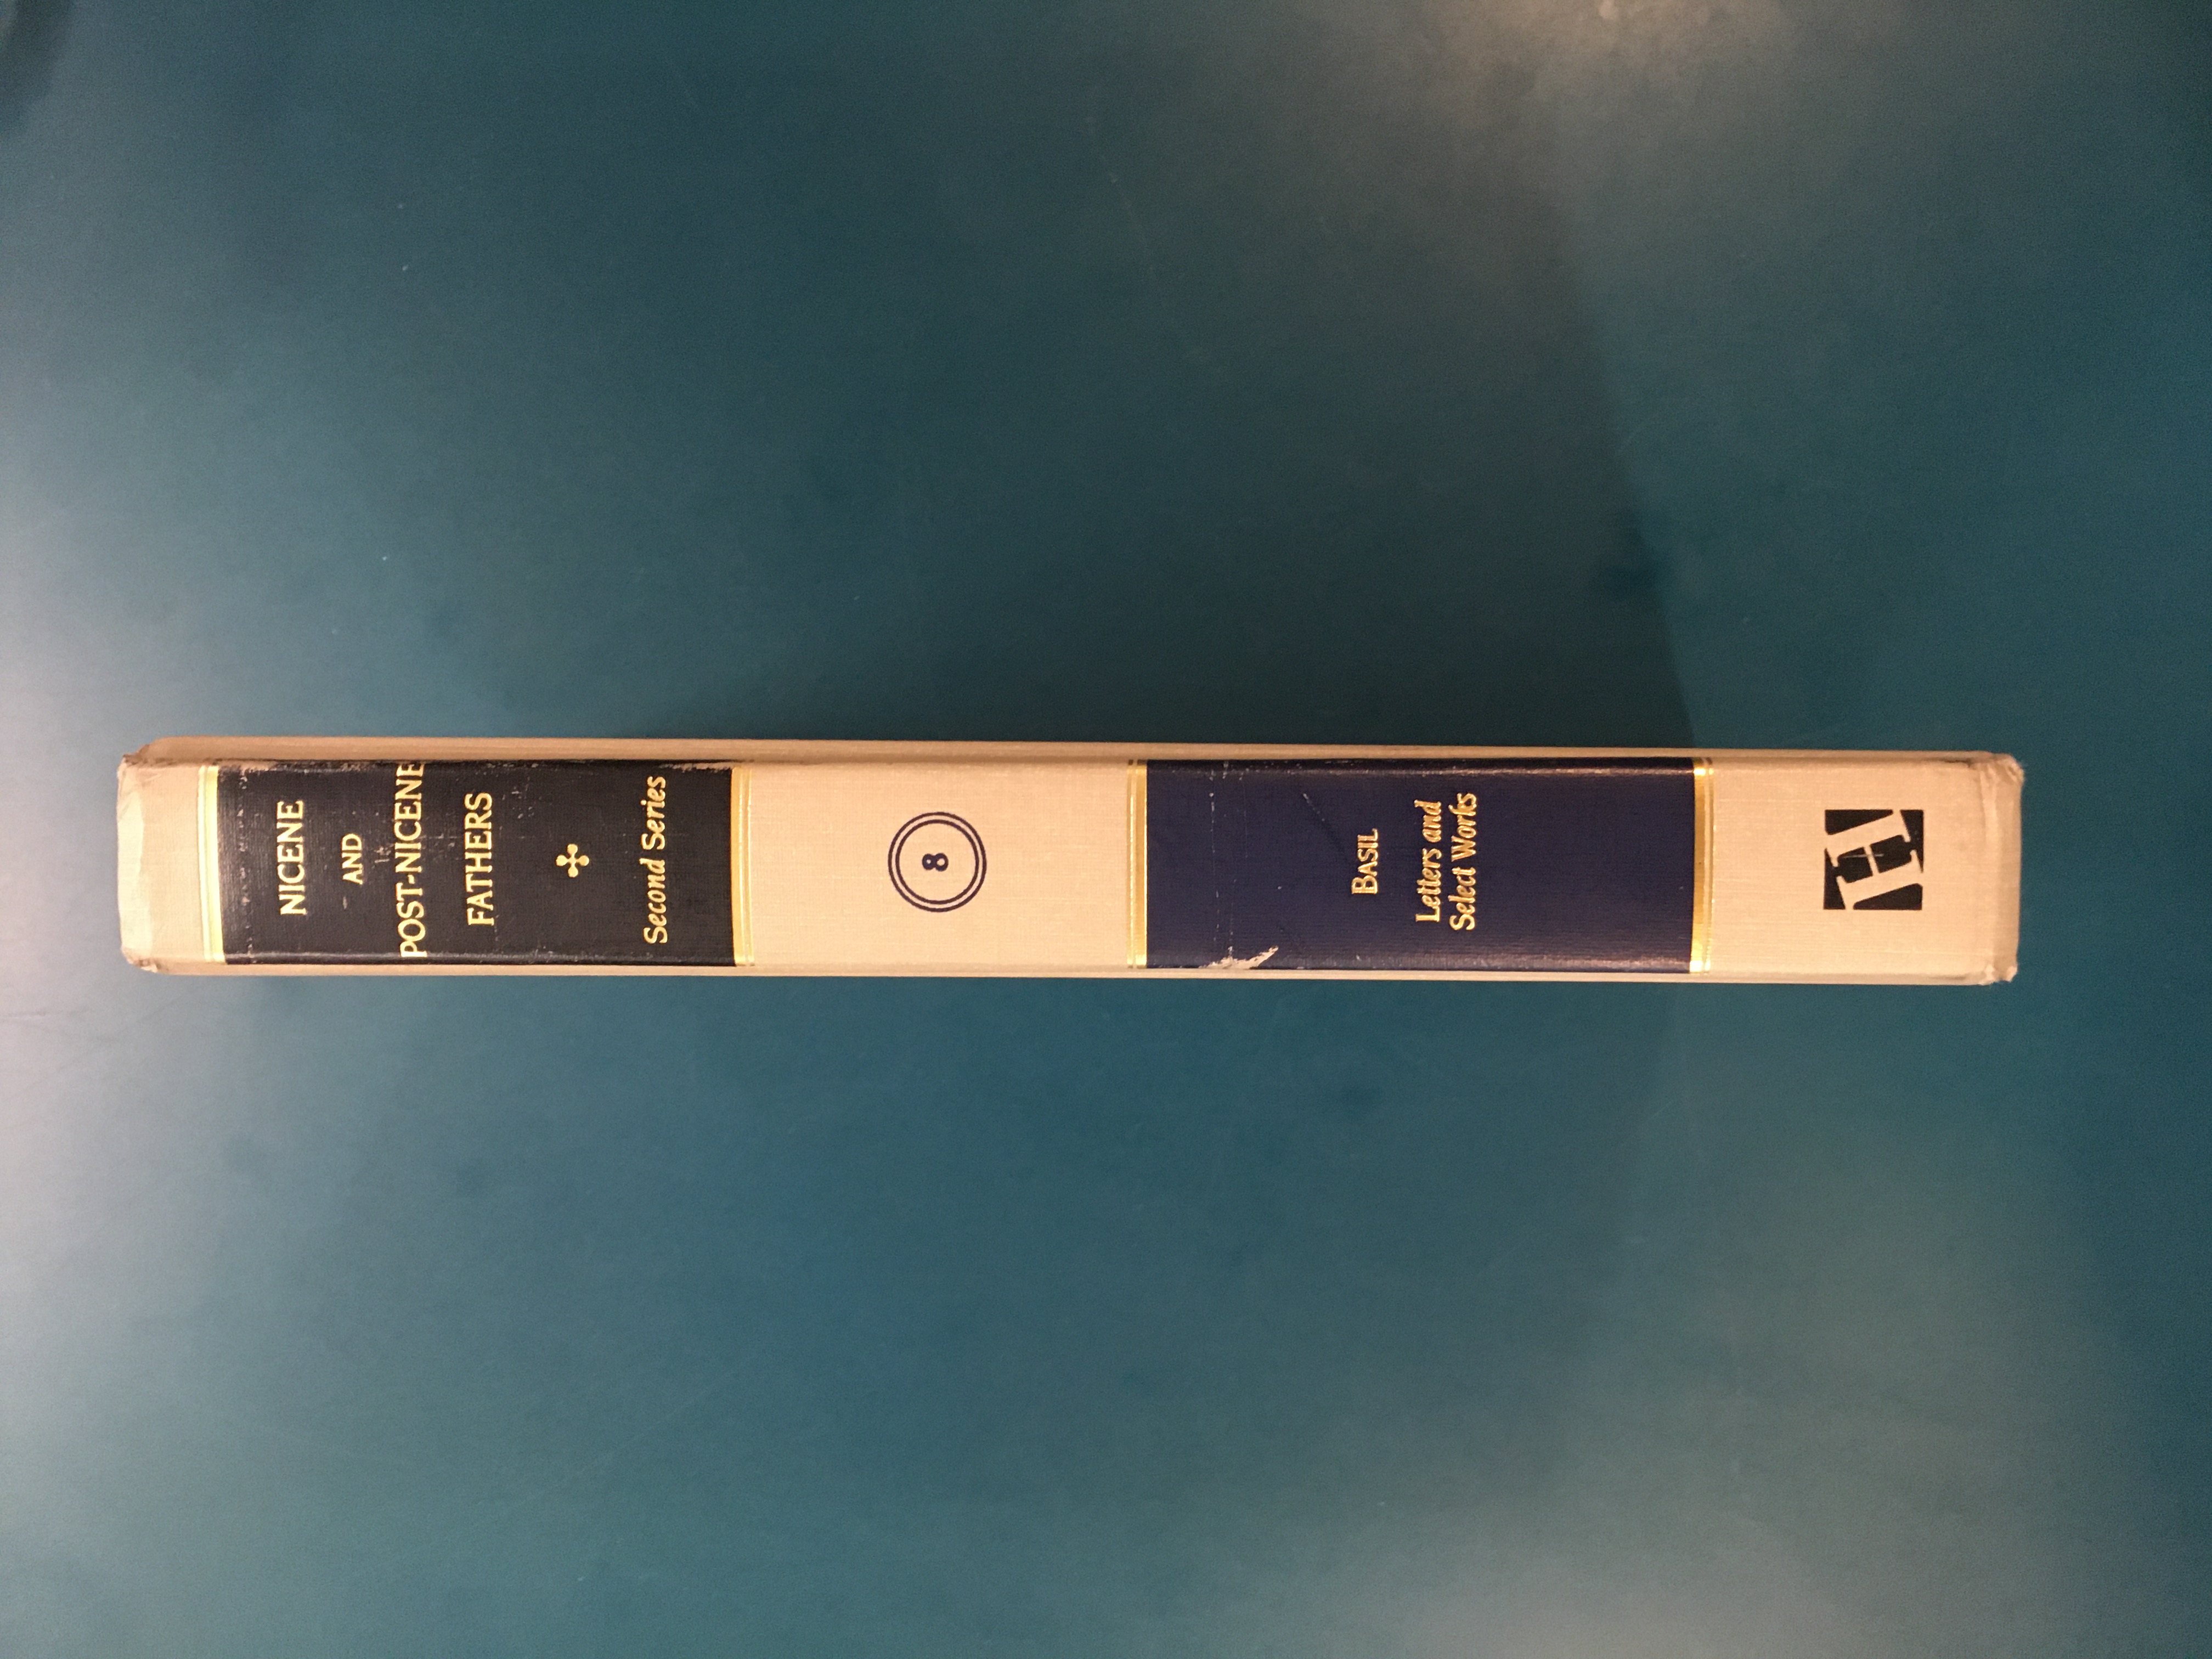 NICENE
AND
POST-NICENE
FATHERS
Second Series
8
BASIL
Letters and
Select Works
H